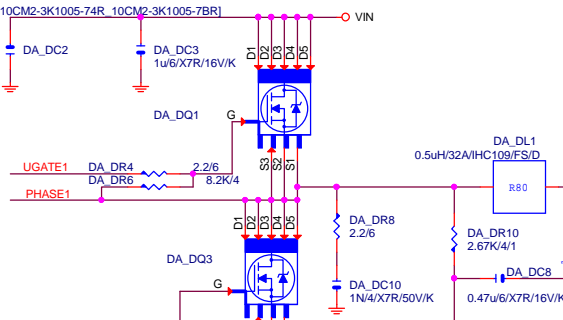 10CM2-3K1005-74R_10CM2-3K1005-7BR]
VIN
DA_DC2
DA_DC3
1u/6/X7R/16V/K
D1
D2
D3
D4
D5
DA_DQ1
G
S3
S2
S1
DA_DL1
0.5uH/32A/IHC109/FS/D
R80
UGATE1
DA_DR4
2.2/6
DA_DR6
8.2K/4
PHASE1
D1
D2
D3
D4
D5
DA_DR8
2.2/6
DA_DR10
2.67K/4/1
DA_DQ3
G
DA_DC10
1N/4/X7R/50V/K
DA_DC8
0.47u/6/X7R/16V/K